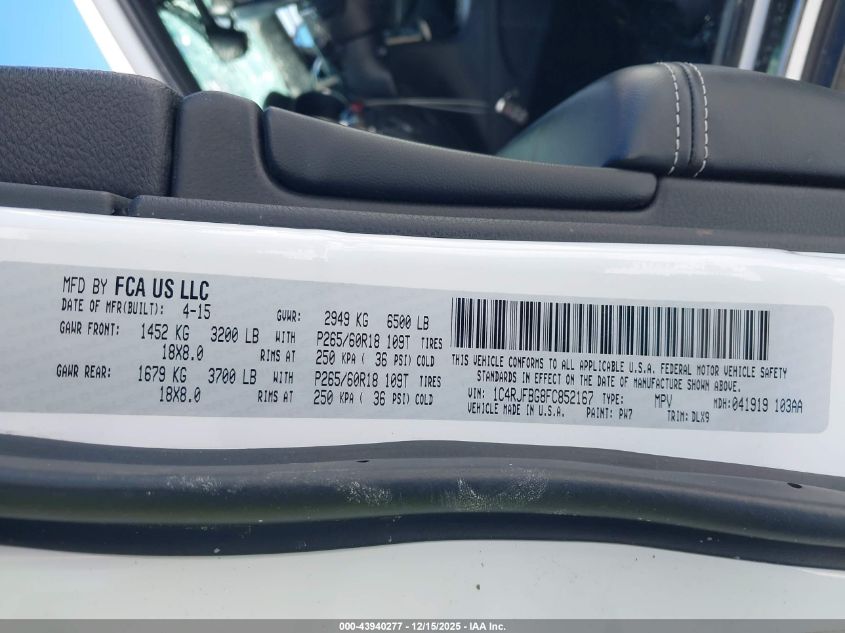 MFD BY FCA US LLC
DATE OF MFR(BUILT): 4-15 GVWR: 2949 KG 6500 LB
GAWR FRONT: 1452 KG 3200 LB WITH P265/60R18 109T TIRES
18X8.0 RIMS AT 250 KPA ( 36 PSI) COLD
GAWR REAR: 1679 KG 3700 LB WITH P265/60R18 109T TIRES
18X8.0 RIMS AT 250 KPA ( 36 PSI) COLD
THIS VEHICLE CONFORMS TO ALL APPLICABLE U.S.A. FEDERAL MOTOR VEHICLE SAFETY
STANDARDS IN EFFECT ON THE DATE OF MANUFACTURE SHOWN ABOVE.
VIN: 1C4RJFBG8FC852167 TYPE: MPV MDH:041919 103AA
VEHICLE MADE IN U.S.A. PAINT: PW7 TRIM: DLX9
000-43940277 - 12/15/2025 - IAA Inc.